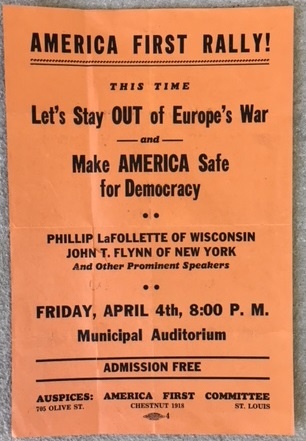 AMERICA FIRST RALLY!
THIS TIME
Let's Stay OUT of Europe's War
and
Make AMERICA Safe
for Democracy
PHILLIP LaFOLLETTE OF WISCONSIN
JOHN T. FLYNN OF NEW YORK
And Other Prominent Speakers
FRIDAY, APRIL 4th, 8:00 P. M.
Municipal Auditorium
ADMISSION FREE
AUSPICES: AMERICA FIRST COMMITTEE
705 OLIVE ST. CHESTNUT 1918 ST. LOUIS
4